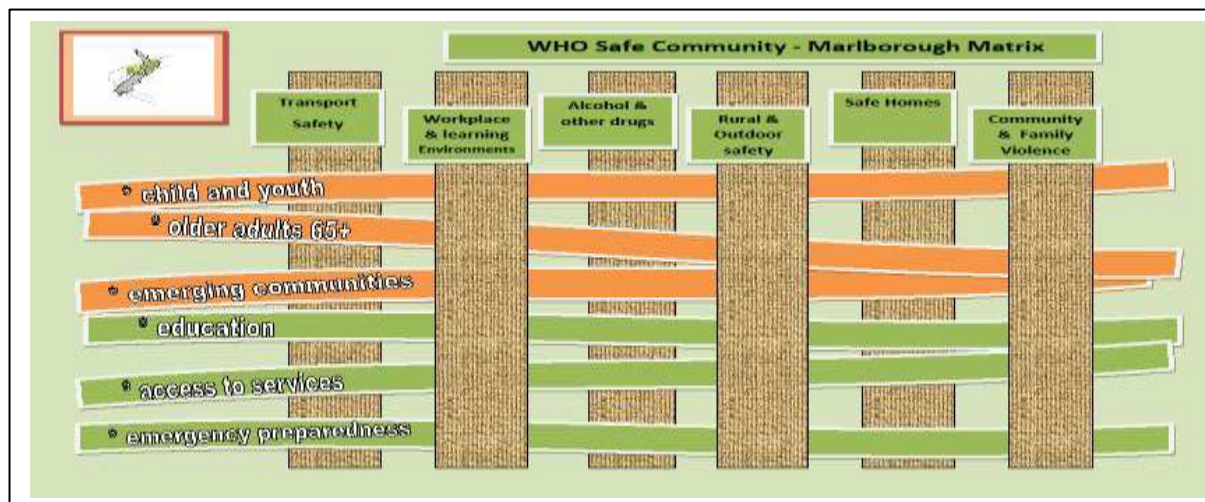 WHO Safe Community - Marlborough Matrix
Transport
Safety
Workplace
& learning
Environments
Alcohol &
other drugs
Rural &
Outdoor
safety
Safe Homes
Community
& Family
Violence
* child and youth
* older adults 65+
* emerging communities
* education
* access to services
* emergency preparedness